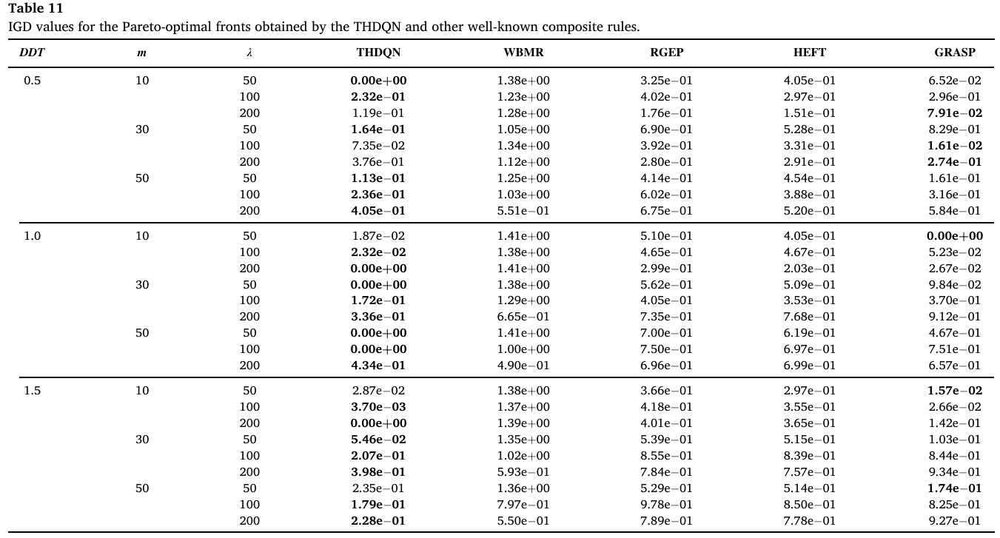 Table 11
IGD values for the Pareto-optimal fronts obtained by the THDQN and other well-known composite rules.
DDT m λ THDQN WBMR RGEP HEFT GRASP
0.5 10 50 0.00e+00 1.38e+00 3.25e−01 4.05e−01 6.52e−02
100 2.32e−01 1.23e+00 4.02e−01 2.97e−01 2.96e−01
200 1.19e−01 1.28e+00 1.76e−01 1.51e−01 7.91e−02
30 50 1.64e−01 1.05e+00 6.90e−01 5.28e−01 8.29e−01
100 7.35e−02 1.34e+00 3.92e−01 3.31e−01 1.61e−02
200 3.76e−01 1.12e+00 2.80e−01 2.91e−01 2.74e−01
50 50 1.13e−01 1.25e+00 4.14e−01 4.54e−01 1.61e−01
100 2.36e−01 1.03e+00 6.02e−01 3.88e−01 3.16e−01
200 4.05e−01 5.51e−01 6.75e−01 5.20e−01 5.84e−01
1.0 10 50 1.87e−02 1.41e+00 5.10e−01 4.05e−01 0.00e+00
100 2.32e−02 1.38e+00 4.65e−01 4.67e−01 5.23e−02
200 0.00e+00 1.41e+00 2.99e−01 2.03e−01 2.67e−02
30 50 0.00e+00 1.38e+00 5.62e−01 5.09e−01 9.84e−02
100 1.72e−01 1.29e+00 4.05e−01 3.53e−01 3.70e−01
200 3.36e−01 6.65e−01 7.35e−01 7.68e−01 9.12e−01
50 50 0.00e+00 1.41e+00 7.00e−01 6.19e−01 4.67e−01
100 0.00e+00 1.00e+00 7.50e−01 6.97e−01 7.51e−01
200 4.34e−01 4.90e−01 6.96e−01 6.99e−01 6.57e−01
1.5 10 50 2.87e−02 1.38e+00 3.66e−01 2.97e−01 1.57e−02
100 3.70e−03 1.37e+00 4.18e−01 3.55e−01 2.66e−02
200 0.00e+00 1.39e+00 4.01e−01 3.65e−01 1.42e−01
30 50 5.46e−02 1.35e+00 5.39e−01 5.15e−01 1.03e−01
100 2.07e−01 1.02e+00 8.55e−01 8.39e−01 8.44e−01
200 3.98e−01 5.93e−01 7.84e−01 7.57e−01 9.34e−01
50 50 2.35e−01 1.36e+00 5.29e−01 5.14e−01 1.74e−01
100 1.79e−01 7.97e−01 9.78e−01 8.50e−01 8.25e−01
200 2.28e−01 5.50e−01 7.89e−01 7.78e−01 9.27e−01